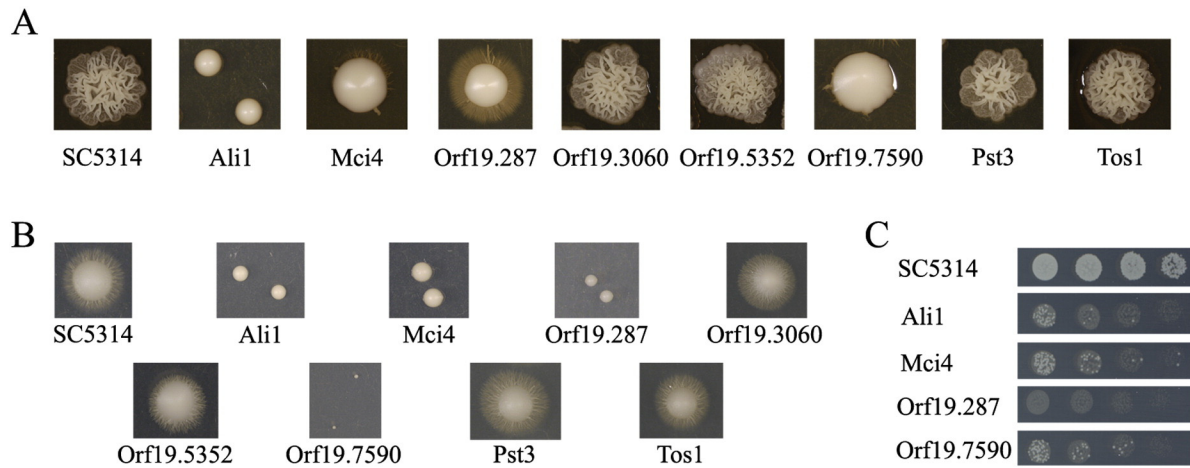 A
SC5314 Ali1 Mci4 Orf19.287 Orf19.3060 Orf19.5352 Orf19.7590 Pst3 Tos1
B
SC5314 Ali1 Mci4 Orf19.287 Orf19.3060
Orf19.5352 Orf19.7590 Pst3 Tos1
C
SC5314
Ali1
Mci4
Orf19.287
Orf19.7590